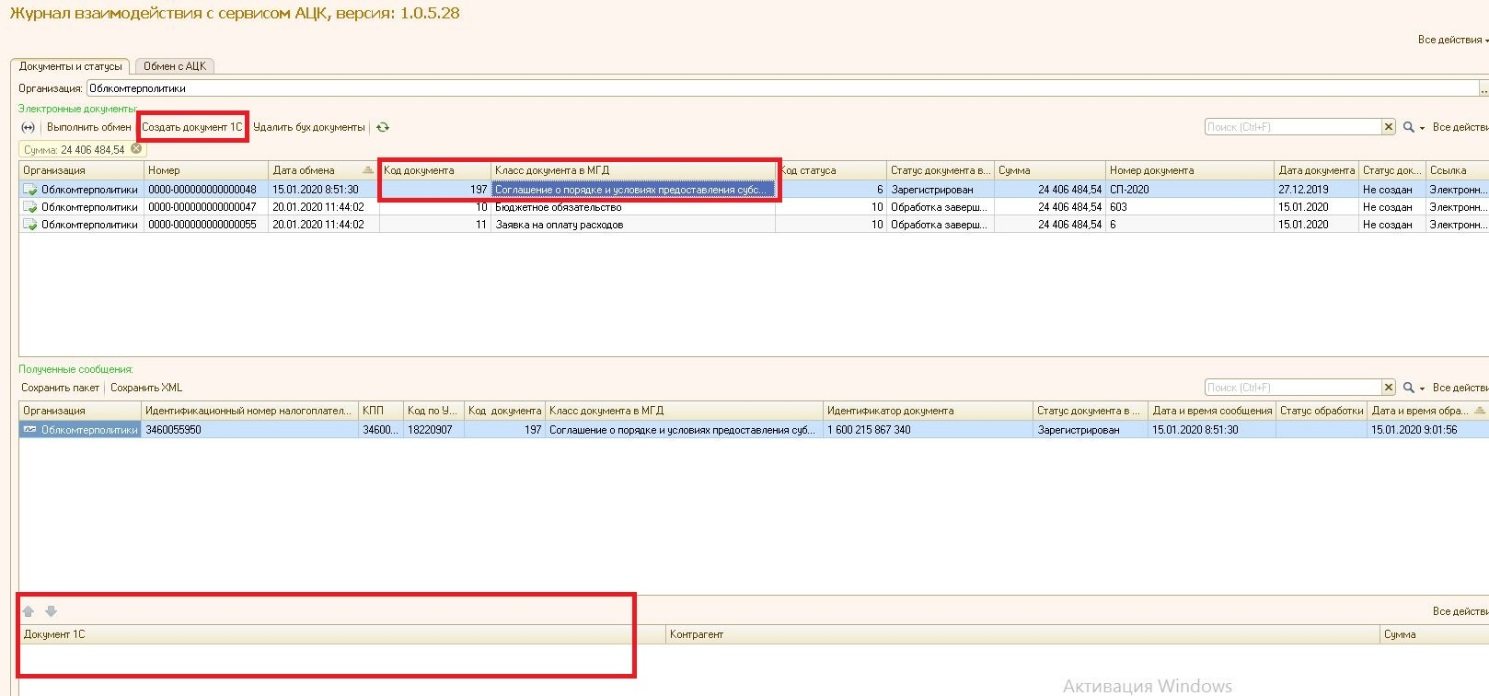 Журнал взаимодействия с сервисом АЦК, версия: 1.0.5.28
Все действия
Документы и статусы Обмен с АЦК
Организация: Облкомтерполитики
Электронные документы:
Выполнить обмен Создать документ 1С Удалить бух документы Поиск (Ctrl+F) Все действи
Сумма: 24 406 484,54
Организация Номер Дата обмена Код документа Класс документа в МГД Код статуса Статус документа в... Сумма Номер документа Дата документа Статус док... Ссылка
Облкомтерполитики 0000-000000000000048 15.01.2020 8:51:30 197 Соглашение о порядке и условиях предоставления субс... 6 Зарегистрирован 24 406 484,54 СП-2020 27.12.2019 Не создан Электронн...
Облкомтерполитики 0000-000000000000047 20.01.2020 11:44:02 10 Бюджетное обязательство 10 Обработка заверш... 24 406 484,54 603 15.01.2020 Не создан Электронн...
Облкомтерполитики 0000-000000000000055 20.01.2020 11:44:02 11 Заявка на оплату расходов 10 Обработка заверш... 24 406 484,54 6 15.01.2020 Не создан Электронн...
Полученные сообщения:
Сохранить пакет Сохранить XML Поиск (Ctrl+F) Все действи
Организация Идентификационный номер налогоплател... КПП Код по У... Код документа Класс документа в МГД Идентификатор документа Статус документа в ... Дата и время сообщения Статус обработки Дата и время обра...
Облкомтерполитики 3460055950 34600... 18220907 197 Соглашение о порядке и условиях предоставления суб... 1 600 215 867 340 Зарегистрирован 15.01.2020 8:51:30 15.01.2020 9:01:56
Все действи
Документ 1С Контрагент Сумма
Активация Windows